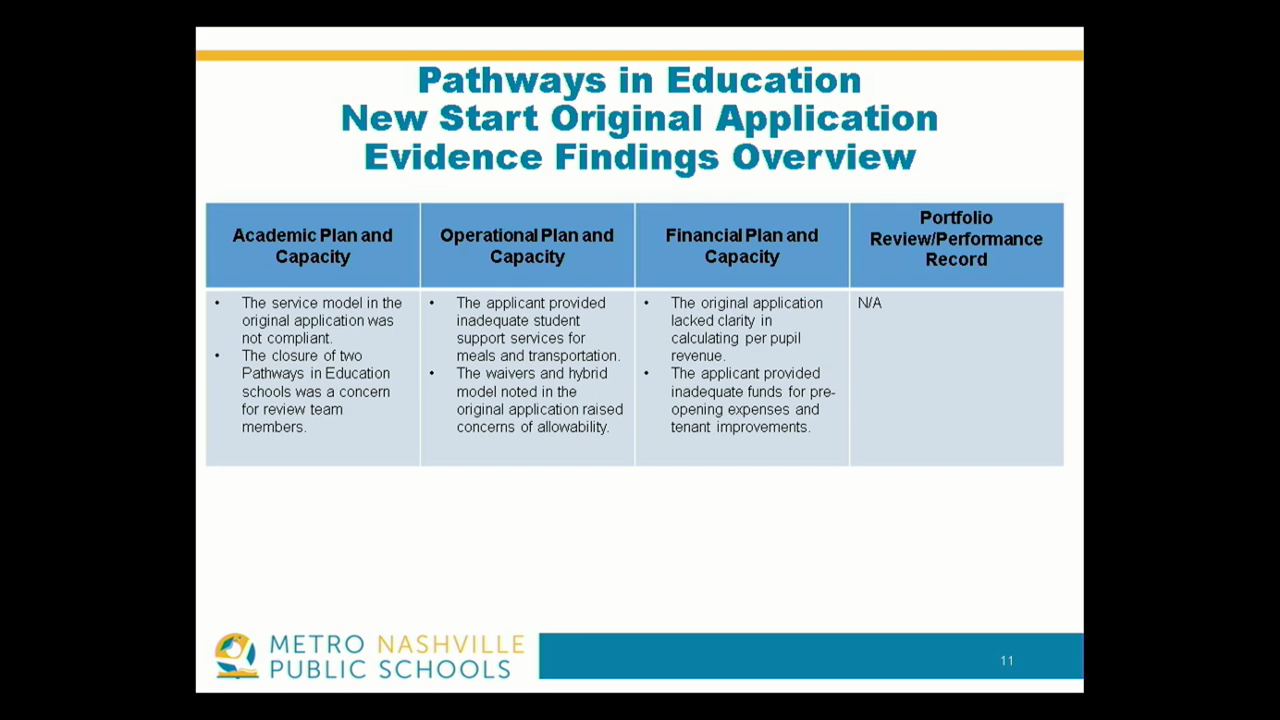 Pathways in Education
New Start Original Application
Evidence Findings Overview
Academic Plan and
Capacity
Operational Plan and
Capacity
Financial Plan and
Capacity
Portfolio
Review/Performance
Record
• The service model in the
original application was
not compliant.
• The closure of two
Pathways in Education
schools was a concern
for review team
members.
• The applicant provided
inadequate student
support services for
meals and transportation.
• The waivers and hybrid
model noted in the
original application raised
concerns of allowability.
• The original application
lacked clarity in
calculating per pupil
revenue.
• The applicant provided
inadequate funds for pre-
opening expenses and
tenant improvements.
N/A
METRO NASHVILLE
PUBLIC SCHOOLS
11